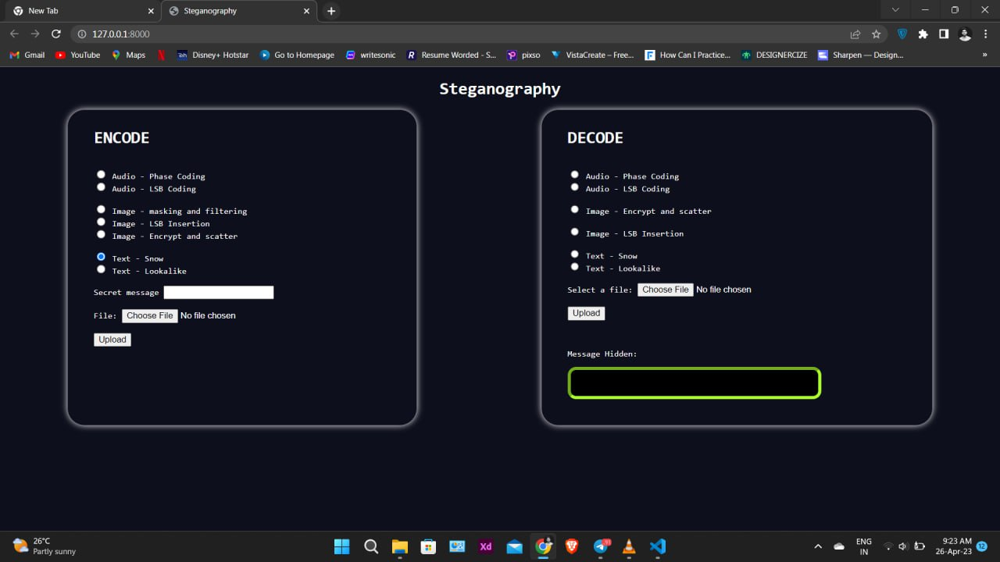 New Tab
Steganography
127.0.0.1:8000
Gmail YouTube Maps Disney+ Hotstar Go to Homepage writesonic Resume Worded - S... pixso VistaCreate – Free... How Can I Practice... DESIGNERCIZE Sharpen — Design... »
Steganography
ENCODE
Audio - Phase Coding
Audio - LSB Coding
Image - masking and filtering
Image - LSB Insertion
Image - Encrypt and scatter
Text - Snow
Text - Lookalike
Secret message
File: Choose File No file chosen
Upload
DECODE
Audio - Phase Coding
Audio - LSB Coding
Image - Encrypt and scatter
Image - LSB Insertion
Text - Snow
Text - Lookalike
Select a file: Choose File No file chosen
Upload
Message Hidden:
26°C
Partly sunny
Xd
91
ENG
IN
9:23 AM
26-Apr-23
12